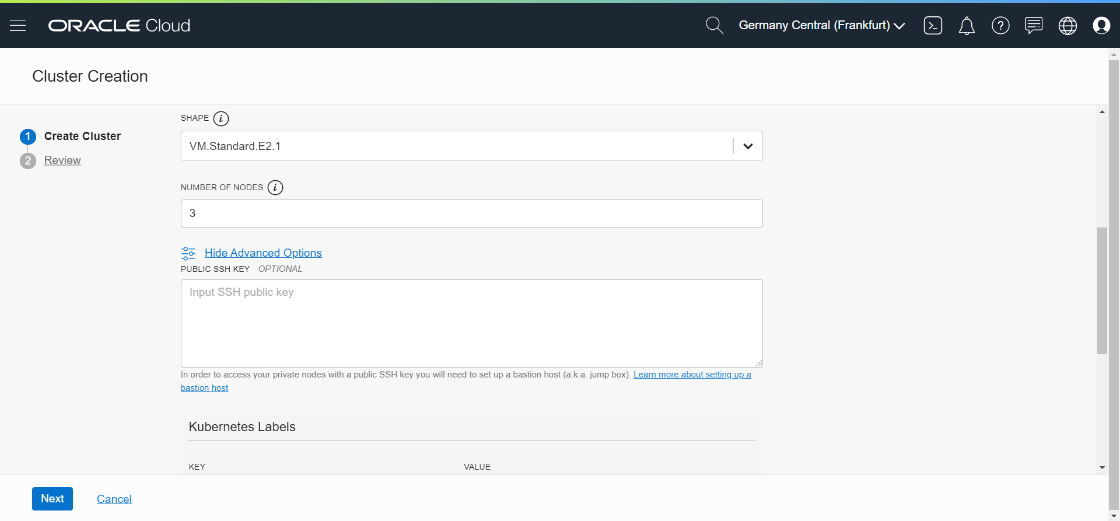 ORACLE Cloud
Germany Central (Frankfurt)
Cluster Creation
1 Create Cluster
2 Review
SHAPE i
VM.Standard.E2.1
NUMBER OF NODES i
3
Hide Advanced Options
PUBLIC SSH KEY OPTIONAL
Input SSH public key
In order to access your private nodes with a public SSH key you will need to set up a bastion host (a.k.a. jump box). Learn more about setting up a
bastion host
Kubernetes Labels
KEY VALUE
Next Cancel